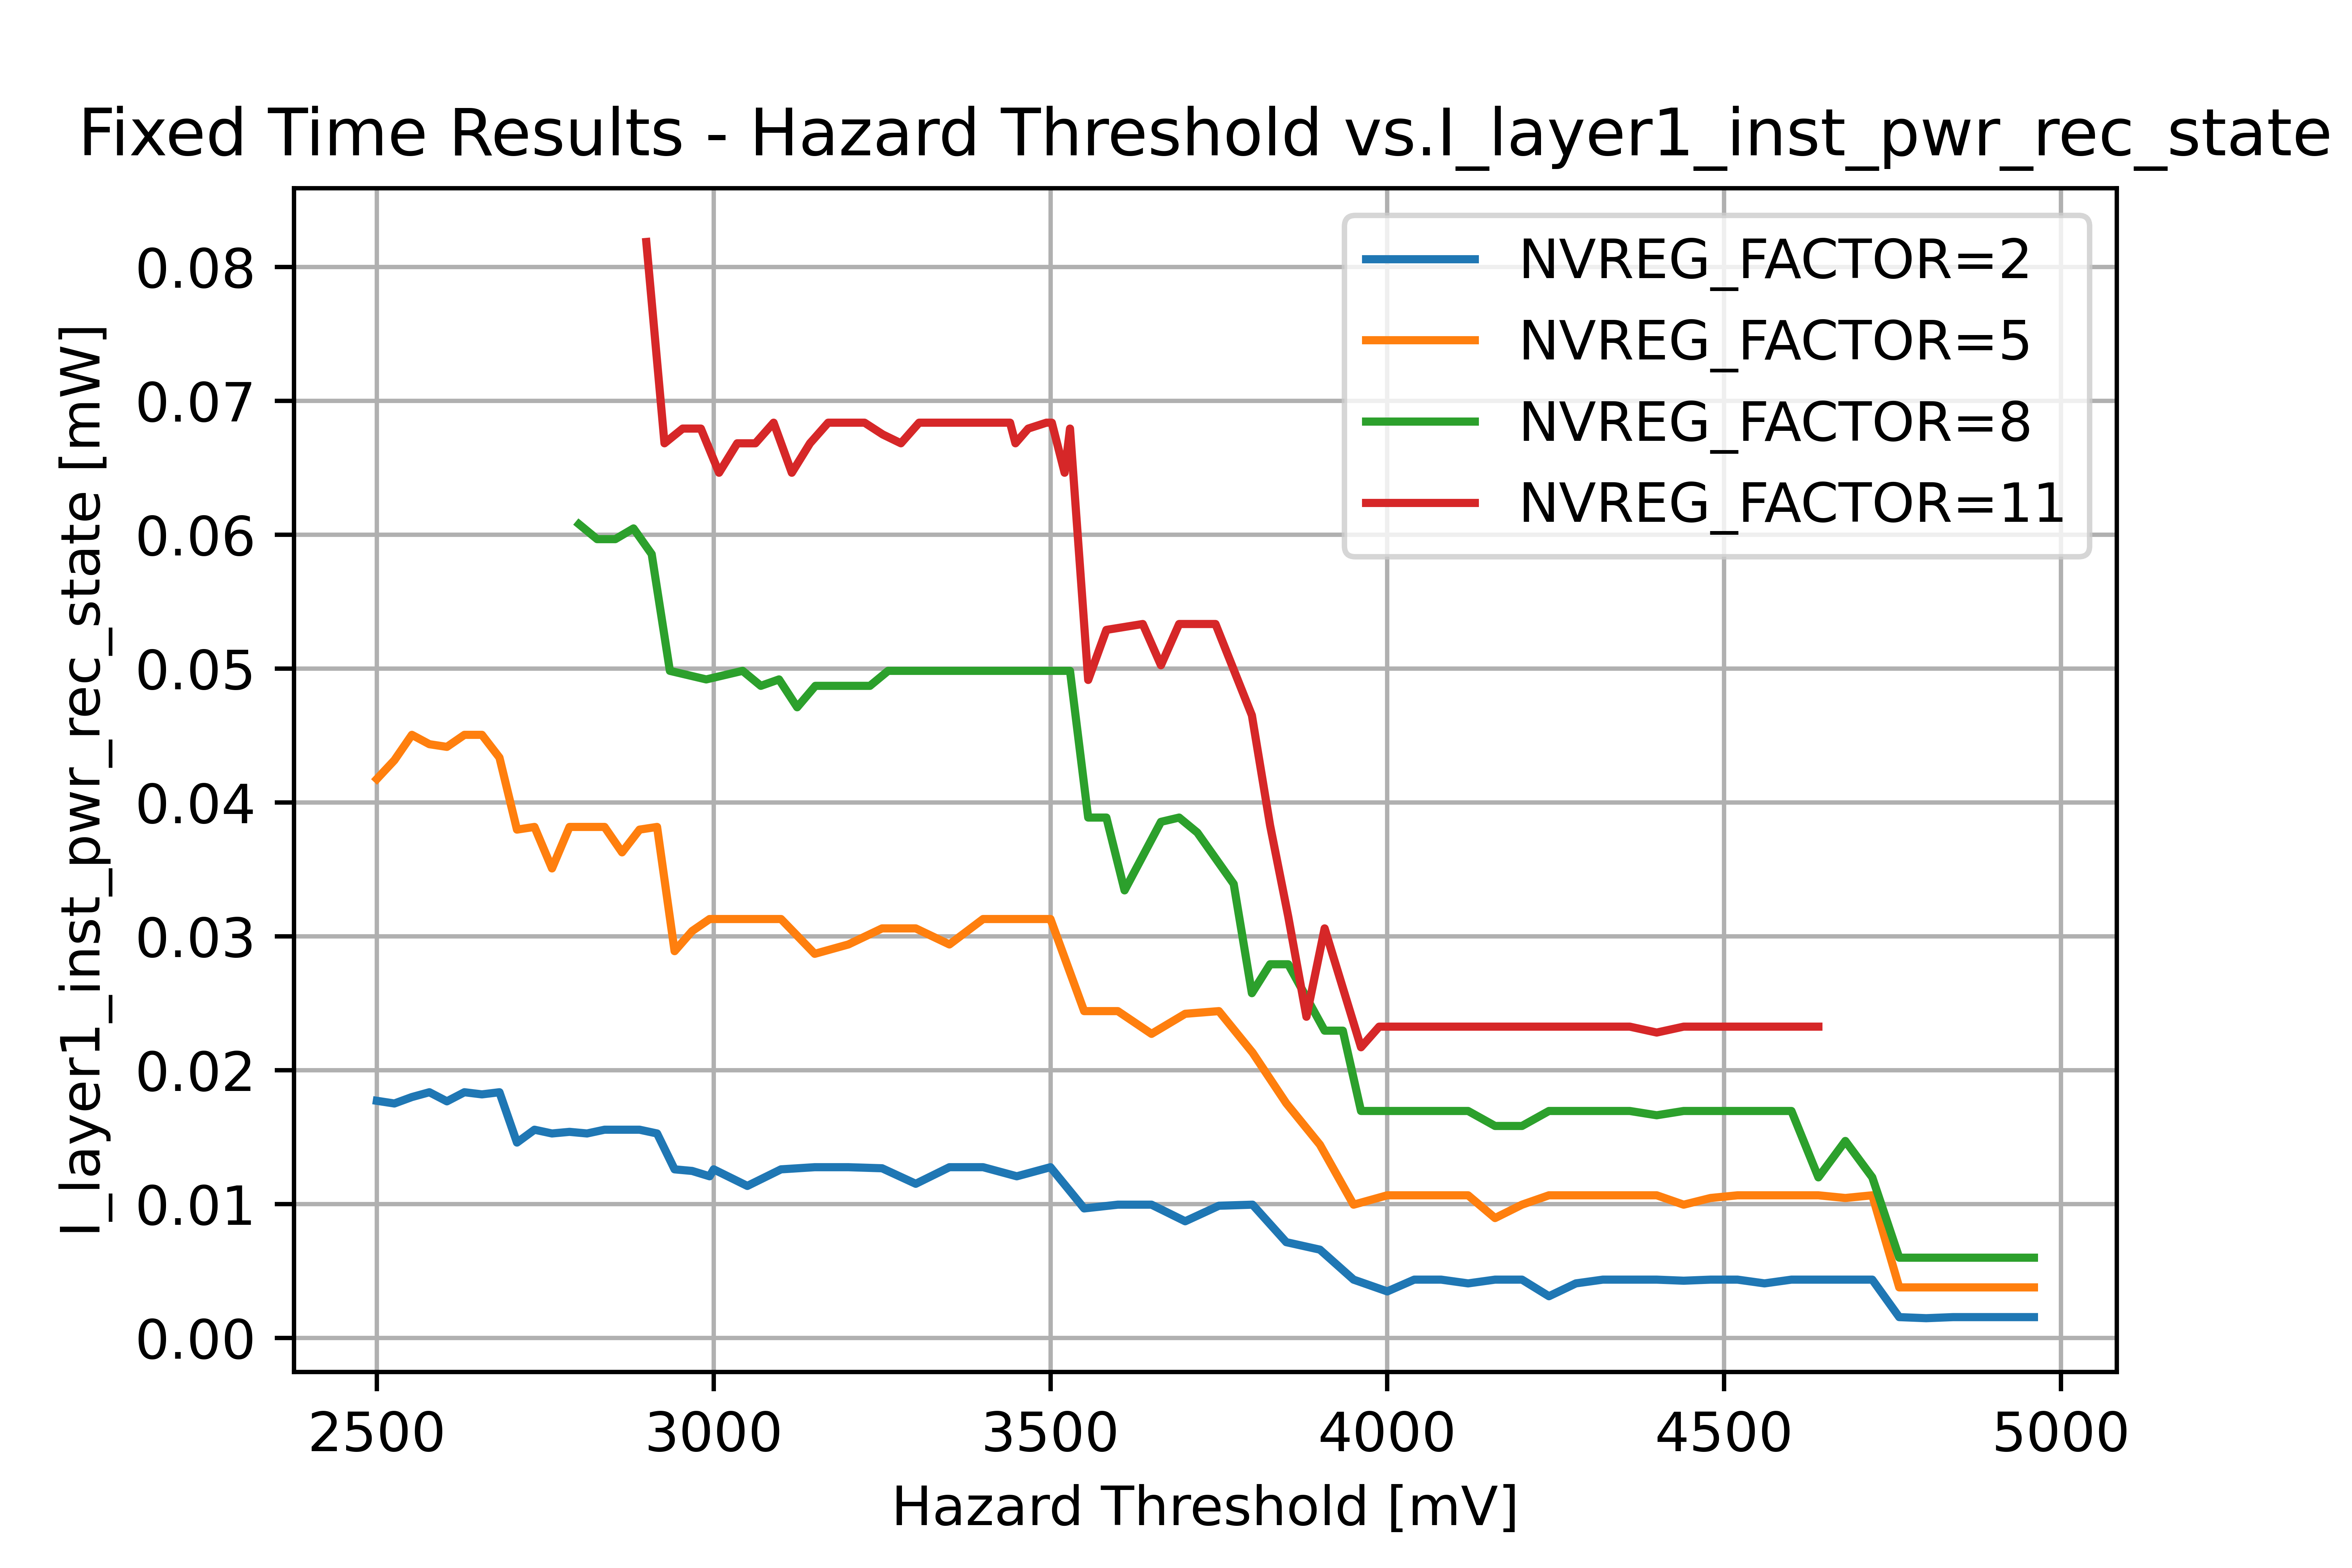 Fixed Time Results - Hazard Threshold vs.I_layer1_inst_pwr_rec_state
I_layer1_inst_pwr_rec_state [mW]
0.08
0.07
0.06
0.05
0.04
0.03
0.02
0.01
0.00
NVREG_FACTOR=2
NVREG_FACTOR=5
NVREG_FACTOR=8
NVREG_FACTOR=11
2500 3000 3500 4000 4500 5000
Hazard Threshold [mV]